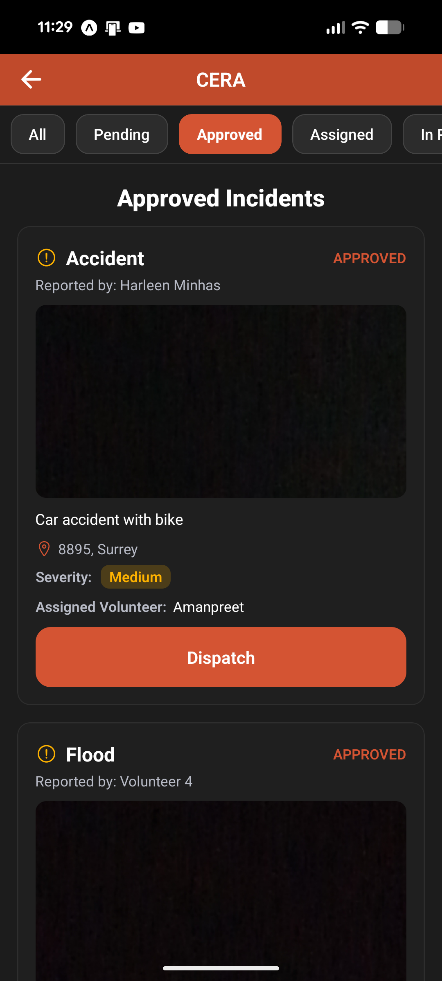 11:29
CERA
All Pending Approved Assigned In
Approved Incidents
Accident APPROVED
Reported by: Harleen Minhas
Car accident with bike
8895, Surrey
Severity: Medium
Assigned Volunteer: Amanpreet
Dispatch
Flood APPROVED
Reported by: Volunteer 4